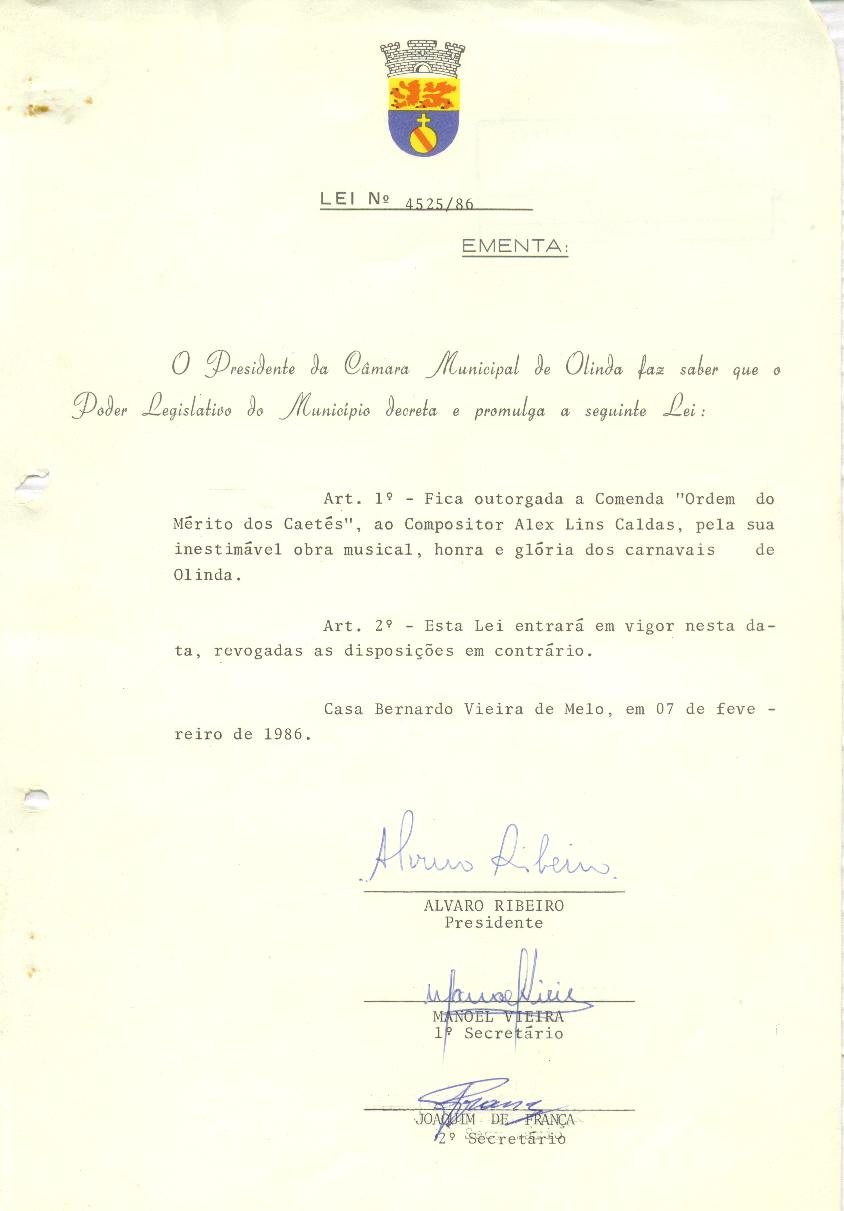 LEI Nº 4525/86
EMENTA:
O Presidente da Câmara Municipal de Olinda faz saber que o
Poder Legislativo do Município decreta e promulga a seguinte Lei:
Art. 1º - Fica outorgada a Comenda "Ordem do
Mérito dos Caetés", ao Compositor Alex Lins Caldas, pela sua
inestimável obra musical, honra e glória dos carnavais de
Olinda.
Art. 2º - Esta Lei entrará em vigor nesta da-
ta, revogadas as disposições em contrário.
Casa Bernardo Vieira de Melo, em 07 de feve -
reiro de 1986.
Alvaro Ribeiro
ALVARO RIBEIRO
Presidente
Manoel Vieira
MANOEL VIEIRA
1º Secretário
França
JOAQUIM DE FRANÇA
2º Secretário